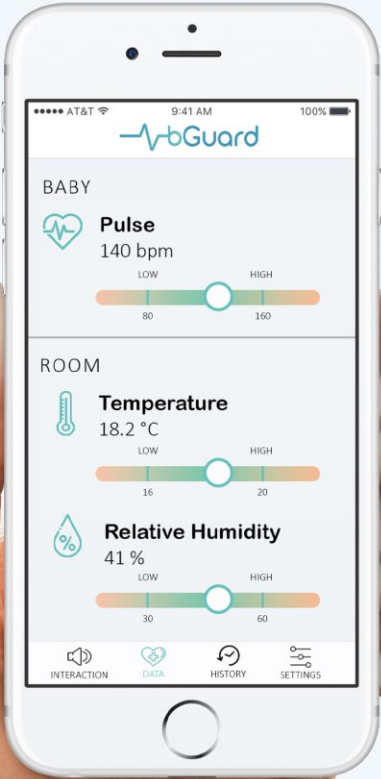 AT&T 9:41 AM 100%
bGuard
BABY
Pulse
140 bpm
LOW HIGH
80 160
ROOM
Temperature
18.2 °C
LOW HIGH
16 20
%
Relative Humidity
41 %
LOW HIGH
30 60
INTERACTION DATA HISTORY SETTINGS